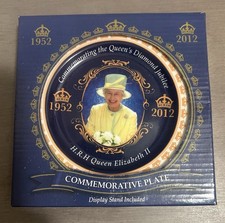 1952
2012
Commemorating the Queen's Diamond Jubilee
1952
2012
H.R.H Queen Elizabeth II
COMMEMORATIVE PLATE
Display Stand Included